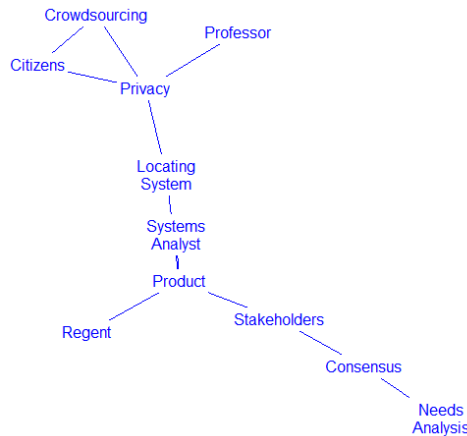 Crowdsourcing
Professor
Citizens
Privacy
Locating
System
Systems
Analyst
Product
Stakeholders
Regent
Consensus
Needs
Analysis